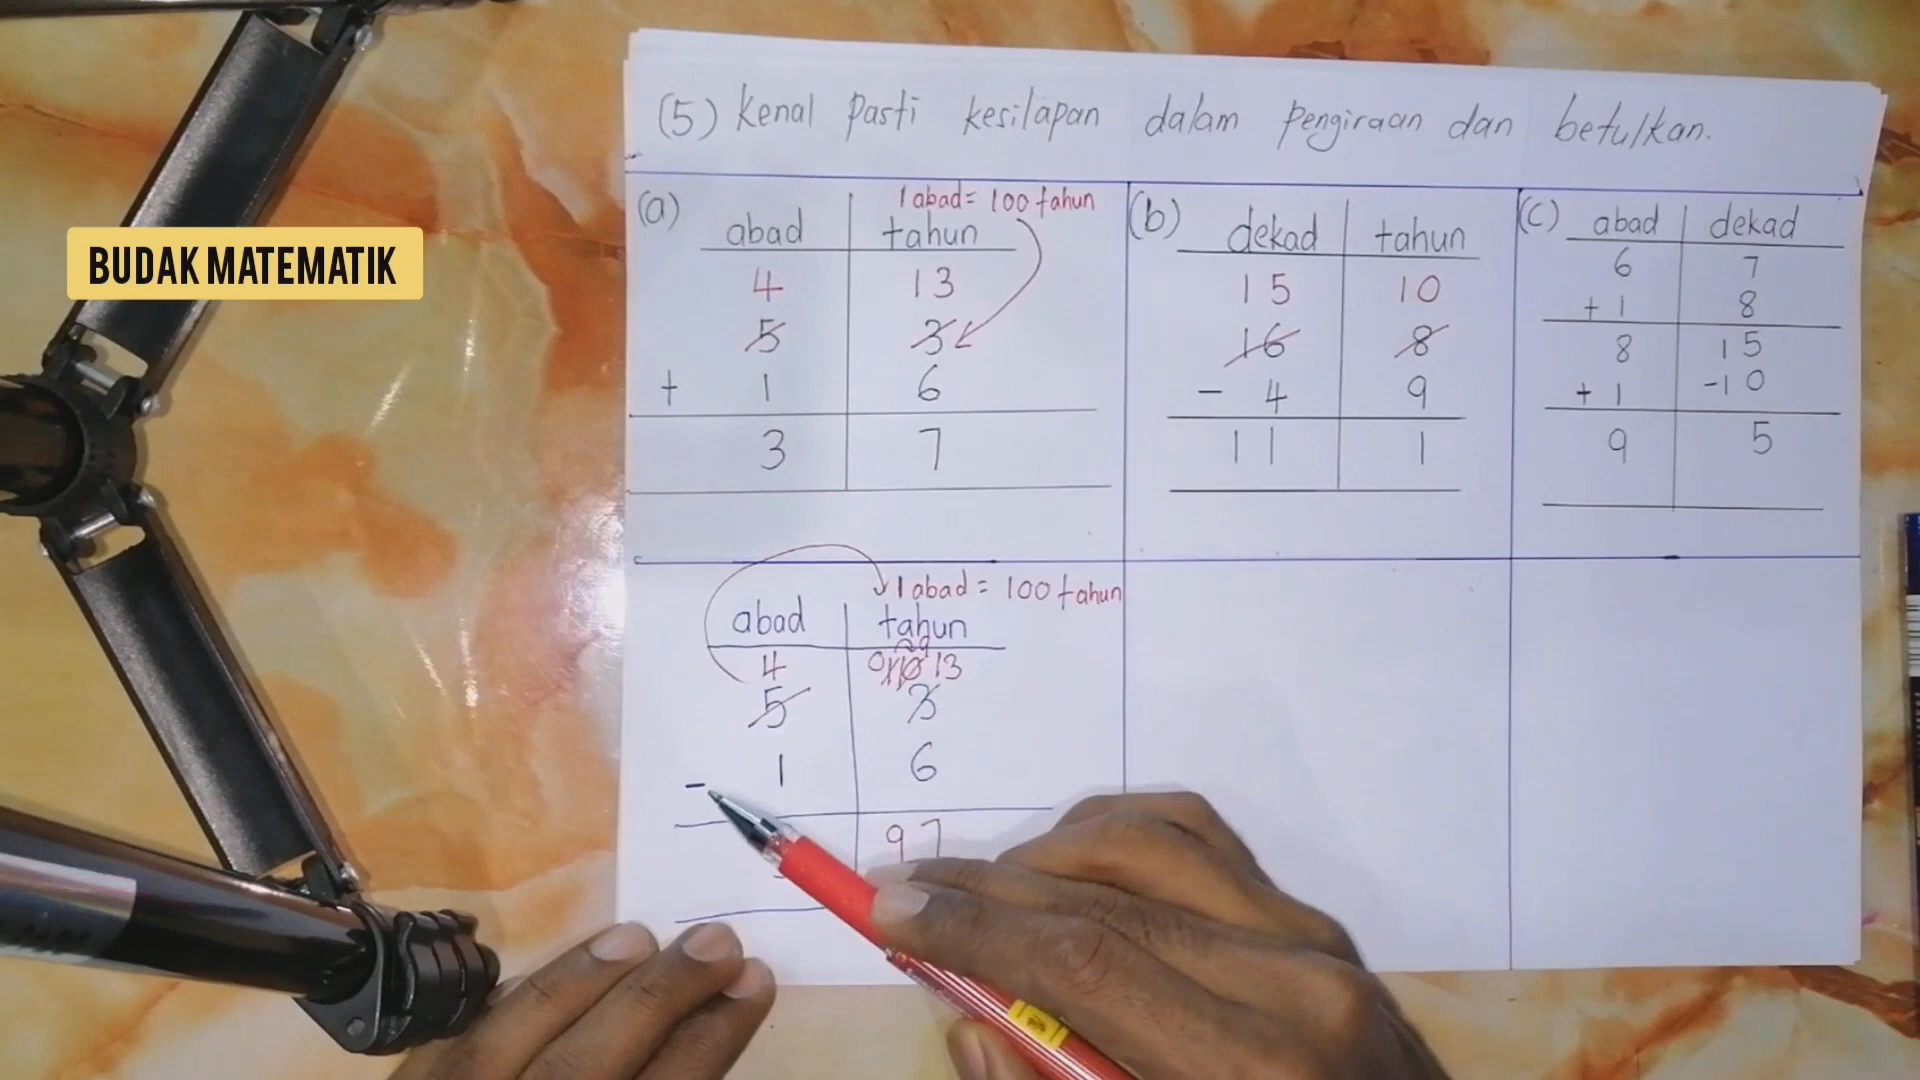 BUDAK MATEMATIK
(5) Kenal pasti kesilapan dalam pengiraan dan betulkan.
(a)
1 abad = 100 tahun
abad tahun
4 13
5 3
+ 1 6
3 7
(b)
dekad tahun
15 10
16 8
- 4 9
11 1
(c) abad dekad
6 7
+ 1 8
8 15
+ 1 -10
9 5
1 abad = 100 tahun
abad tahun
4 13
5 3
- 1 6
97